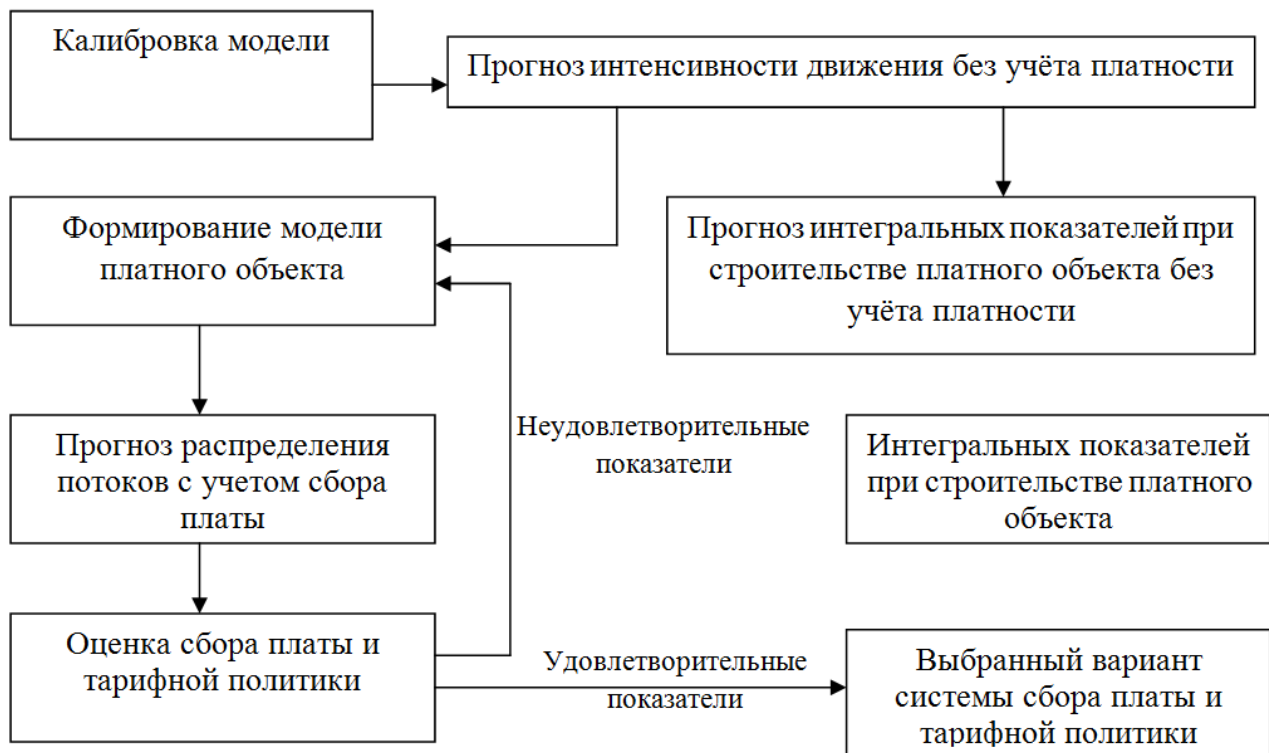 Калибровка модели
Прогноз интенсивности движения без учёта платности
Формирование модели
платного объекта
Прогноз интегральных показателей при
строительстве платного объекта без
учёта платности
Прогноз распределения
потоков с учетом сбора
платы
Неудовлетворительные
показатели
Интегральных показателей
при строительстве платного
объекта
Оценка сбора платы и
тарифной политики
Удовлетворительные
показатели
Выбранный вариант
системы сбора платы и
тарифной политики